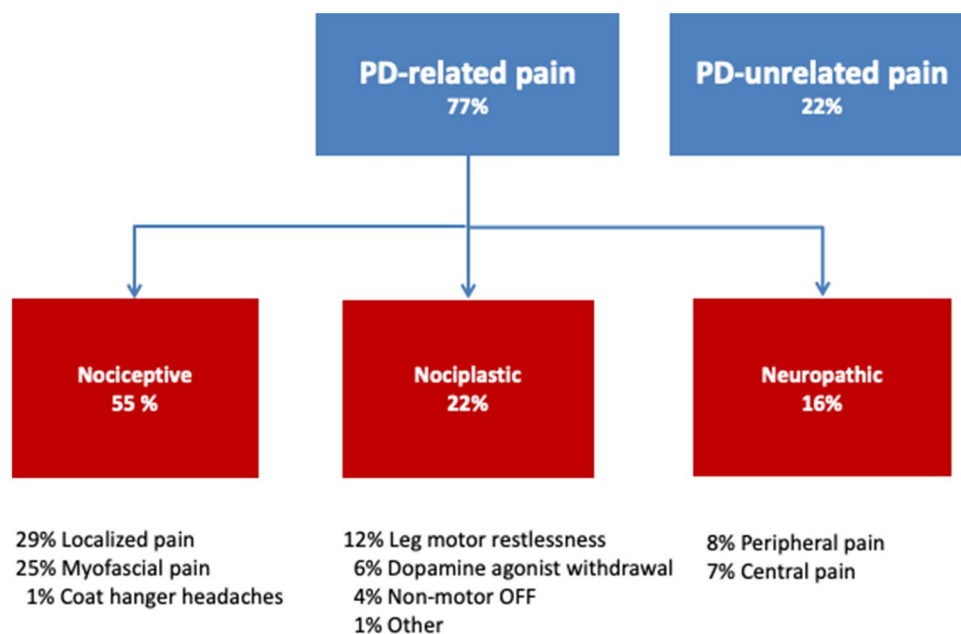 PD-related pain
77%
PD-unrelated pain
22%
Nociceptive
55 %
Nociplastic
22%
Neuropathic
16%
29% Localized pain
25% Myofascial pain
1% Coat hanger headaches
12% Leg motor restlessness
6% Dopamine agonist withdrawal
4% Non-motor OFF
1% Other
8% Peripheral pain
7% Central pain